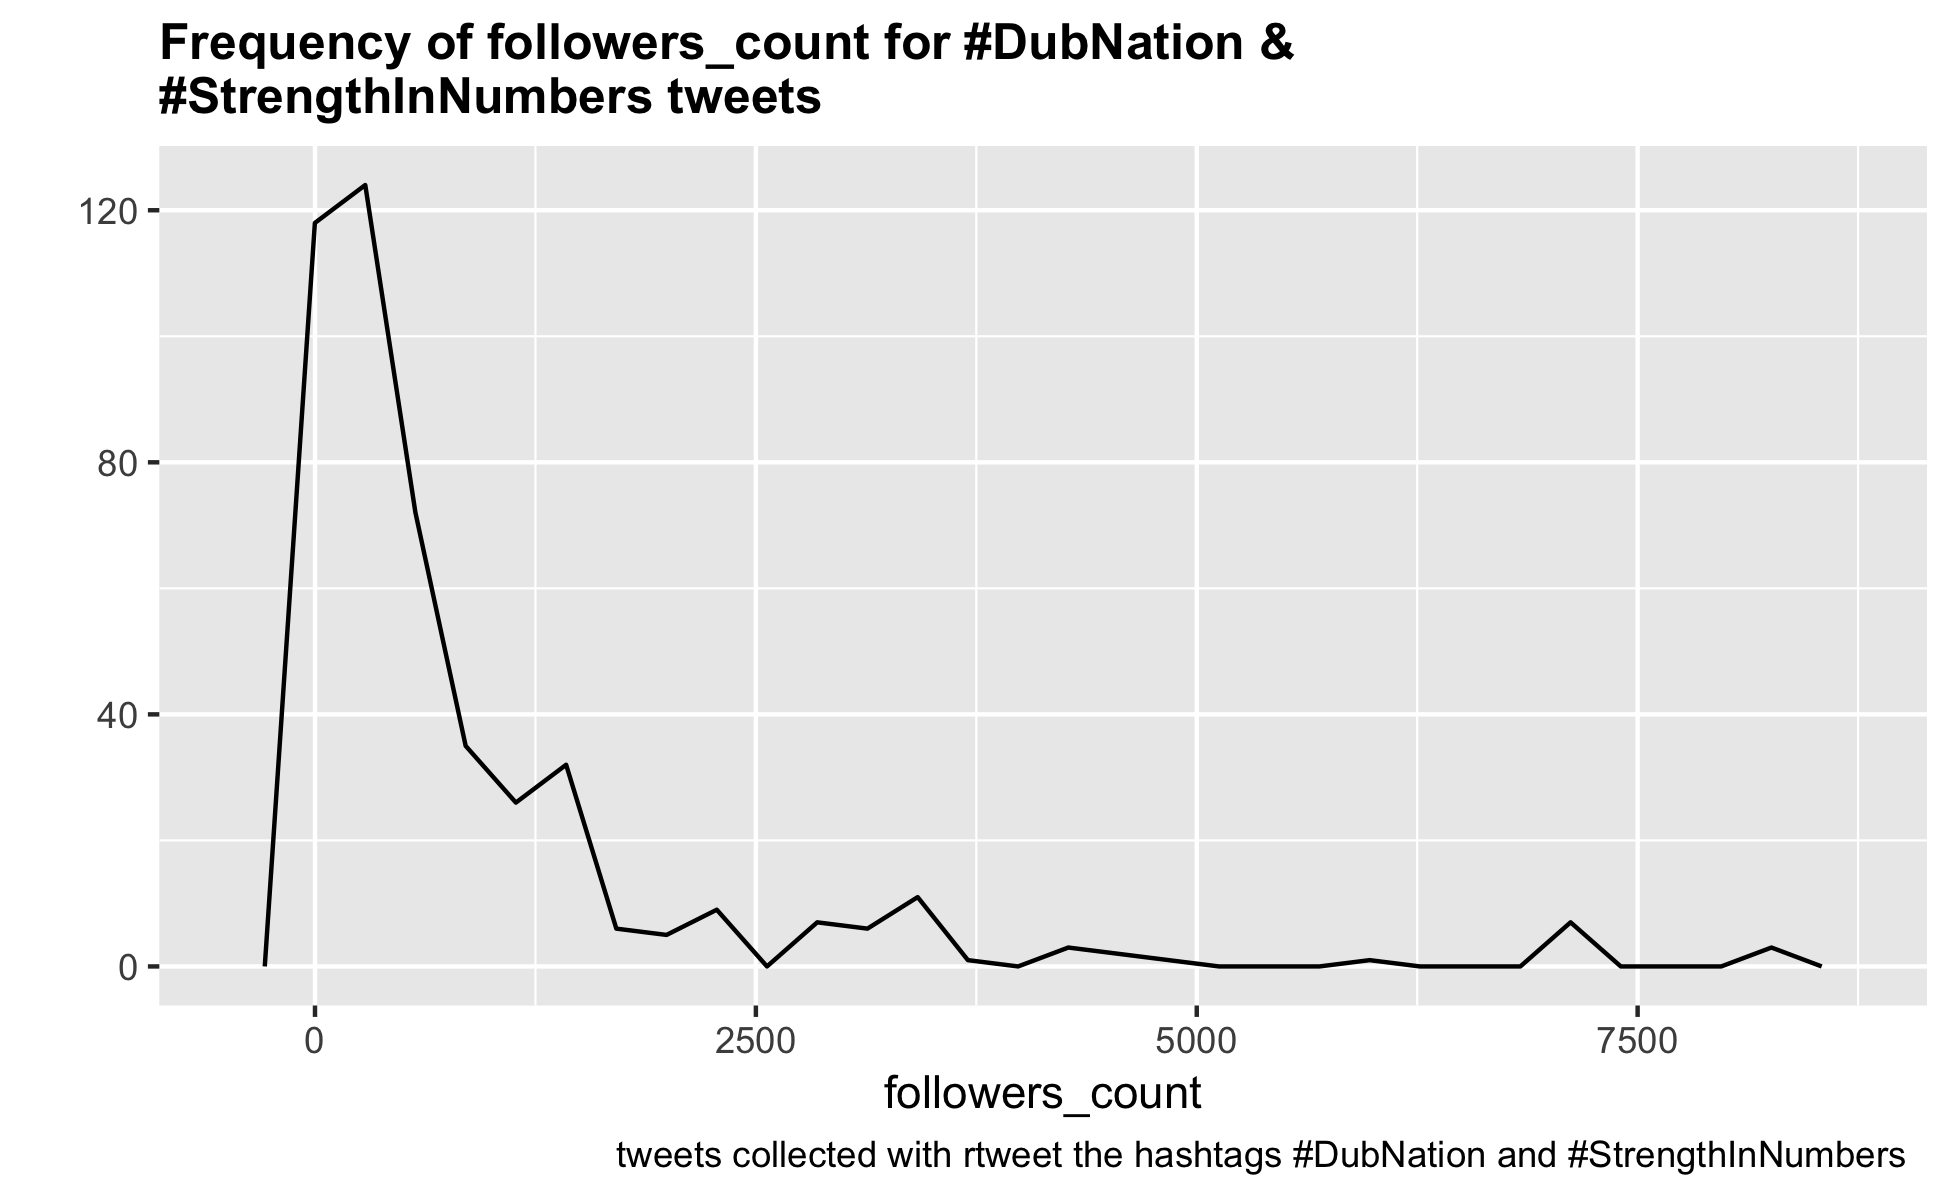 Frequency of followers_count for #DubNation &
#StrengthInNumbers tweets
120
80
40
0
0 2500 5000 7500
followers_count
tweets collected with rtweet the hashtags #DubNation and #StrengthInNumbers